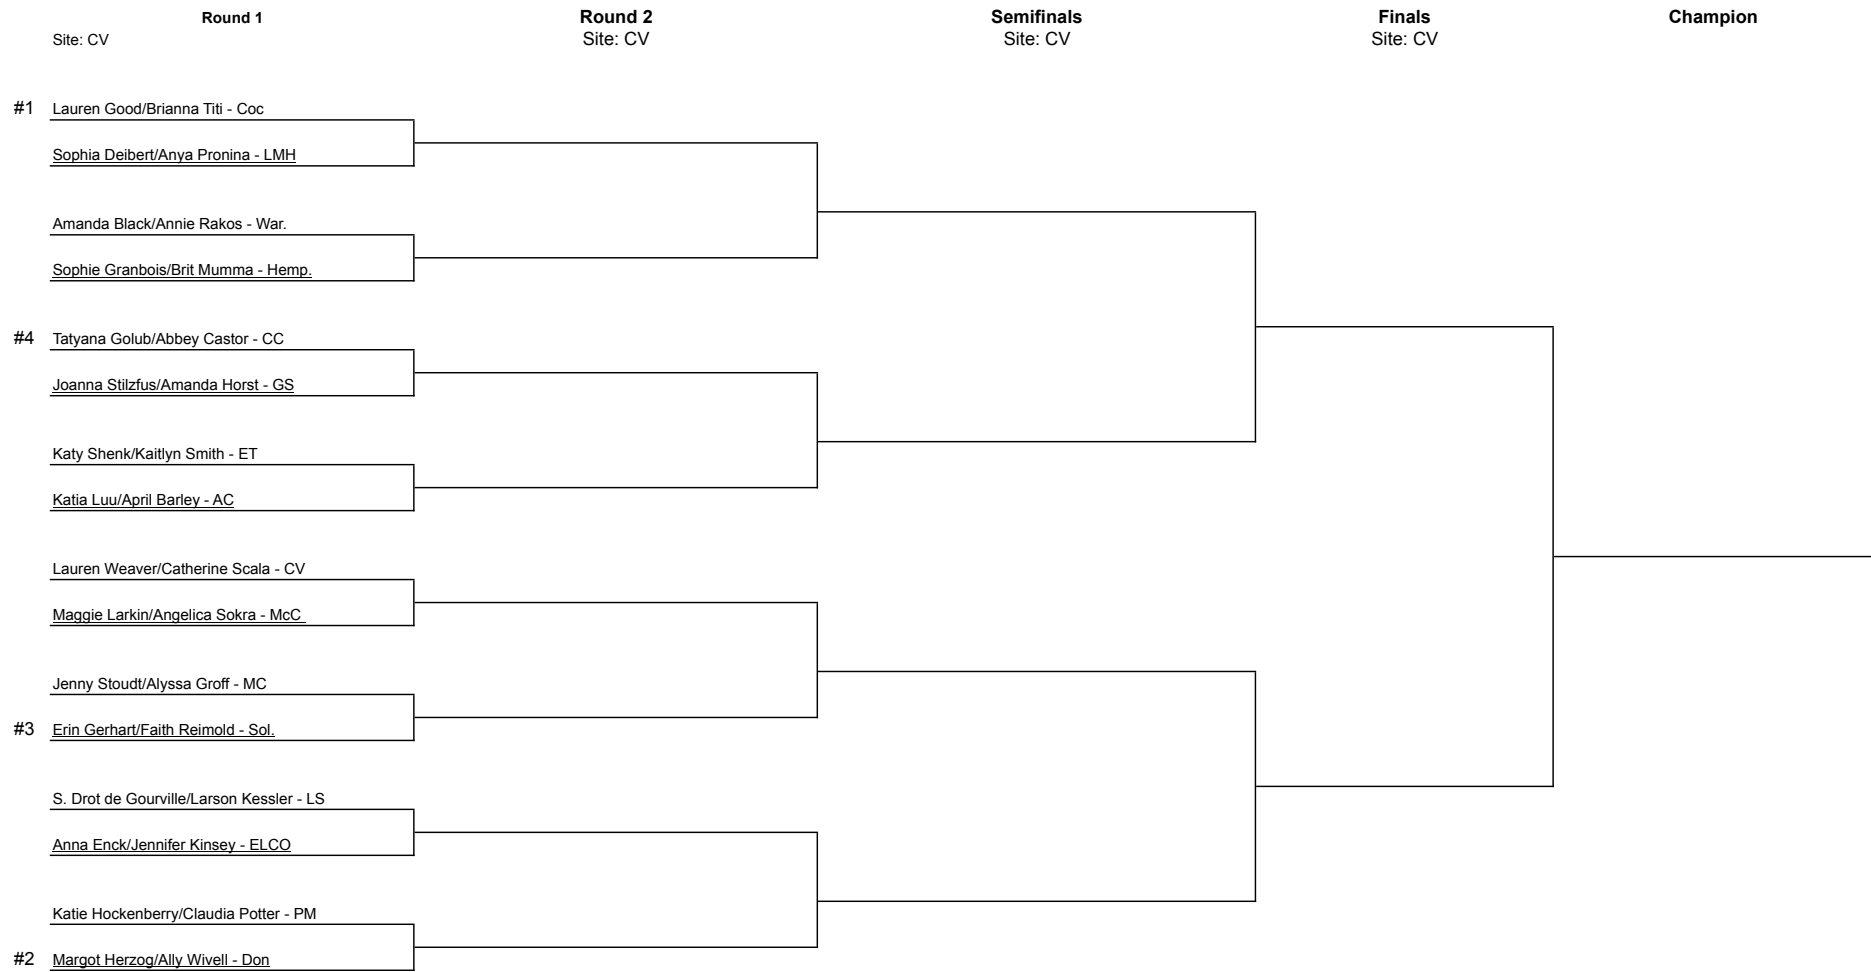 Round 1
Round 2
Semifinals
Finals
Champion
Site: CV
Site: CV
Site: CV
Site: CV
#1 Lauren Good/Brianna Titi - Coc
Sophia Deibert/Anya Pronina - LMH
Amanda Black/Annie Rakos - War.
Sophie Granbois/Brit Mumma - Hemp.
#4 Tatyana Golub/Abbey Castor - CC
Joanna Stilzfus/Amanda Horst - GS
Katy Shenk/Kaitlyn Smith - ET
Katia Luu/April Barley - AC
Lauren Weaver/Catherine Scala - CV
Maggie Larkin/Angelica Sokra - McC
Jenny Stoudt/Alyssa Groff - MC
#3 Erin Gerhart/Faith Reimold - Sol.
S. Drot de Gourville/Larson Kessler - LS
Anna Enck/Jennifer Kinsey - ELCO
Katie Hockenberry/Claudia Potter - PM
#2 Margot Herzog/Ally Wivell - Don